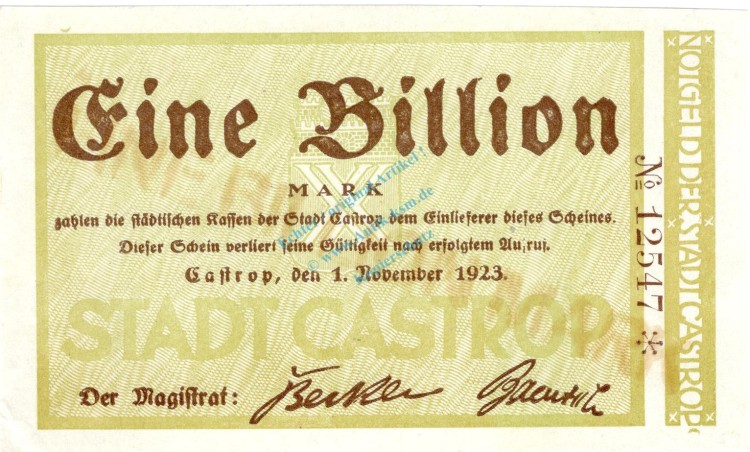 Eine Billion
MARK
zahlen die städtischen Kassen der Stadt Castrop dem Einlieferer dieses Scheines.
Dieser Schein verliert seine Gültigkeit nach erfolgtem Aufruf.
Castrop, den 1. November 1923.
STADT CASTROP
Der Magistrat:
№ 12547 *
NOTGELD DER STADT CASTROP